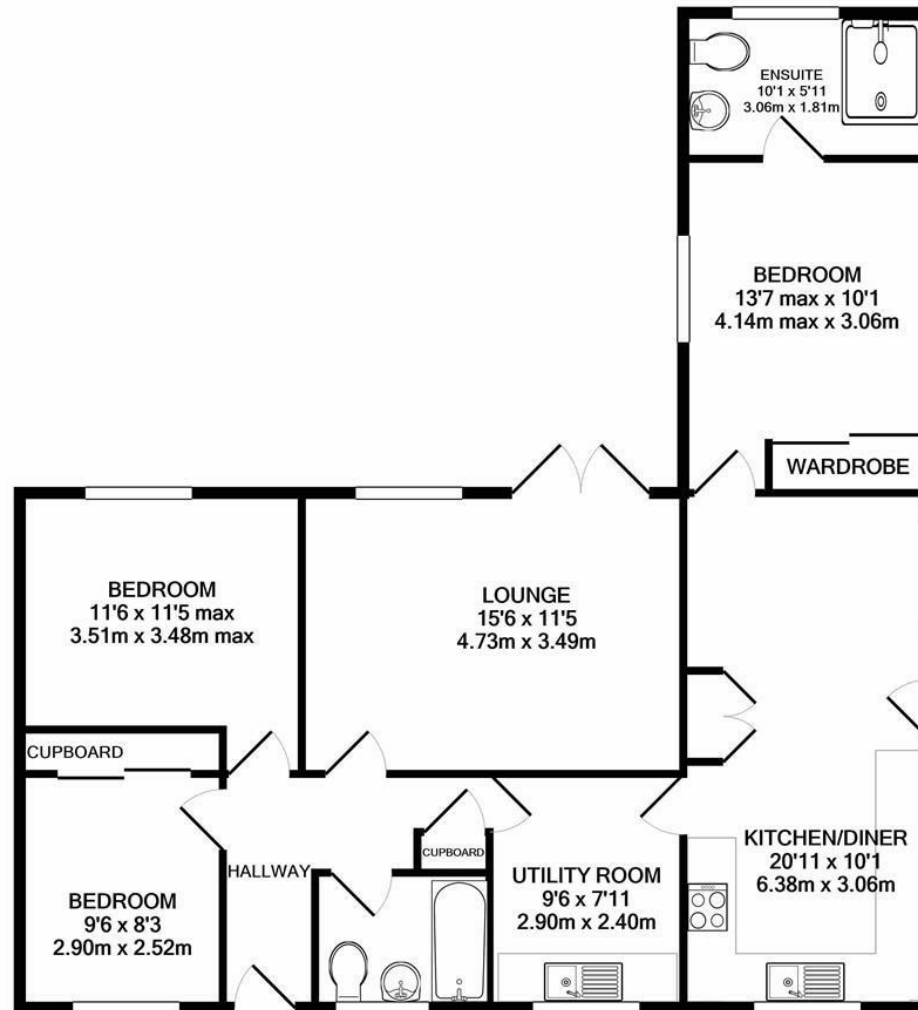 ENSUITE
10'1 x 5'11
3.06m x 1.81m
BEDROOM
13'7 max x 10'1
4.14m max x 3.06m
WARDROBE
BEDROOM
11'6 x 11'5 max
3.51m x 3.48m max
LOUNGE
15'6 x 11'5
4.73m x 3.49m
CUPBOARD
BEDROOM
9'6 x 8'3
2.90m x 2.52m
HALLWAY
CUPBOARD
UTILITY ROOM
9'6 x 7'11
2.90m x 2.40m
KITCHEN/DINER
20'11 x 10'1
6.38m x 3.06m